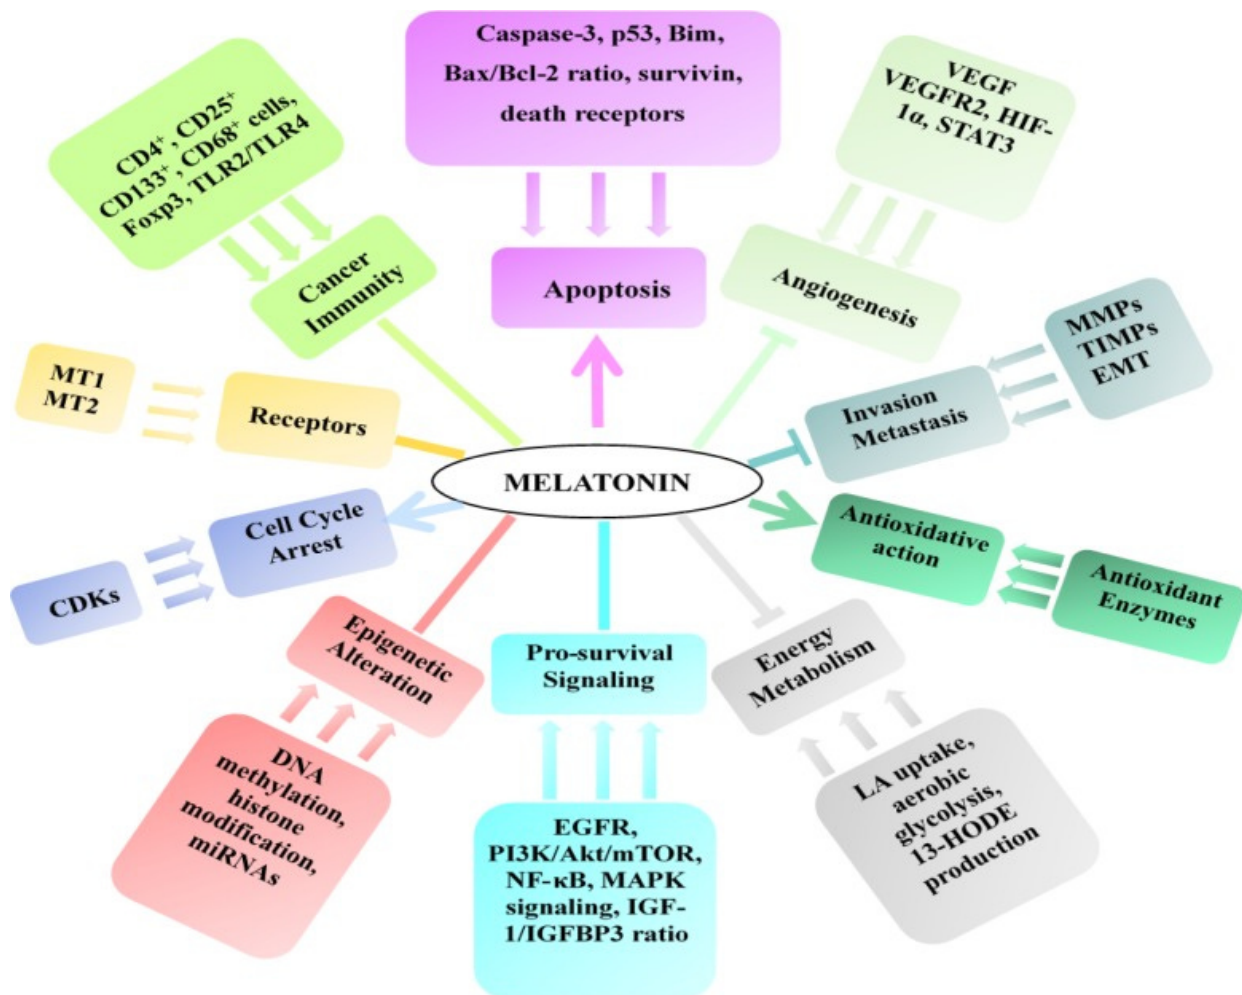 Caspase-3, p53, Bim,
Bax/Bcl-2 ratio, survivin,
death receptors
Apoptosis
VEGF
VEGFR2, HIF-
1α, STAT3
Angiogenesis
CD4⁺, CD25⁺
CD133⁺, CD68⁺ cells,
Foxp3, TLR2/TLR4
Cancer
Immunity
MMPs
TIMPs
EMT
Invasion
Metastasis
MT1
MT2
Receptors
MELATONIN
Cell Cycle
Arrest
CDKs
Antioxidative
action
Antioxidant
Enzymes
Epigenetic
Alteration
DNA
methylation,
histone
modification,
miRNAs
Pro-survival
Signaling
EGFR,
PI3K/Akt/mTOR,
NF-κB, MAPK
signaling, IGF-
1/IGFBP3 ratio
Energy
Metabolism
LA uptake,
aerobic
glycolysis,
13-HODE
production